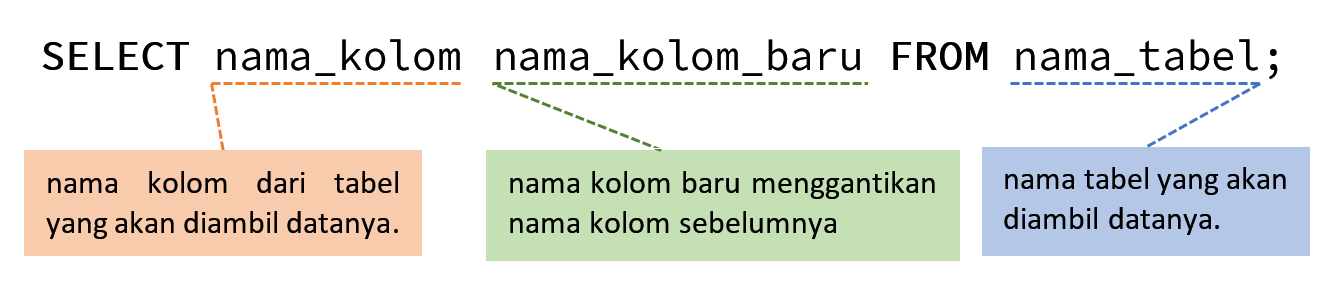 SELECT nama_kolom nama_kolom_baru FROM nama_tabel;
nama kolom dari tabel
yang akan diambil datanya.
nama kolom baru menggantikan
nama kolom sebelumnya
nama tabel yang akan
diambil datanya.